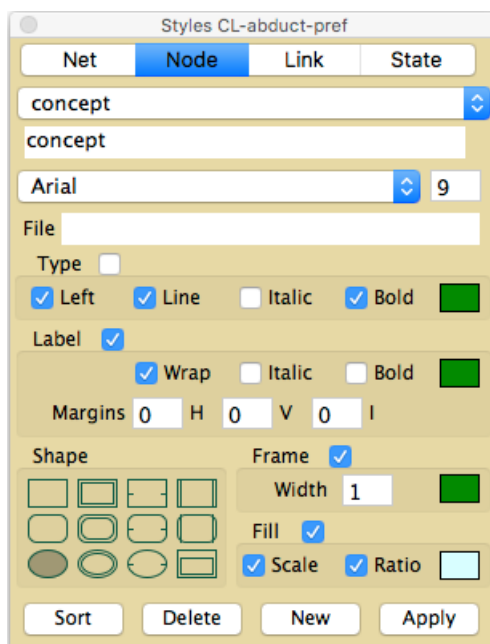 Styles CL-abduct-pref
Net Node Link State
concept
concept
Arial 9
File
Type
Left Line Italic Bold
Label
Wrap Italic Bold
Margins 0 H 0 V 0 I
Shape Frame
Width 1
Fill
Scale Ratio
Sort Delete New Apply